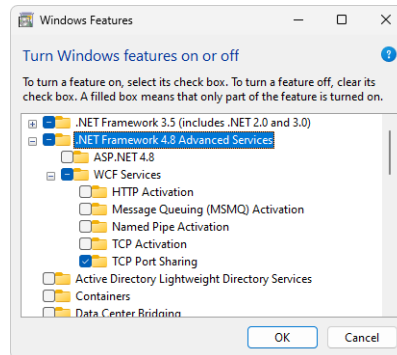 Windows Features
Turn Windows features on or off
To turn a feature on, select its check box. To turn a feature off, clear its
check box. A filled box means that only part of the feature is turned on.
.NET Framework 3.5 (includes .NET 2.0 and 3.0)
.NET Framework 4.8 Advanced Services
ASP.NET 4.8
WCF Services
HTTP Activation
Message Queuing (MSMQ) Activation
Named Pipe Activation
TCP Activation
TCP Port Sharing
Active Directory Lightweight Directory Services
Containers
Data Center Bridging
OK Cancel